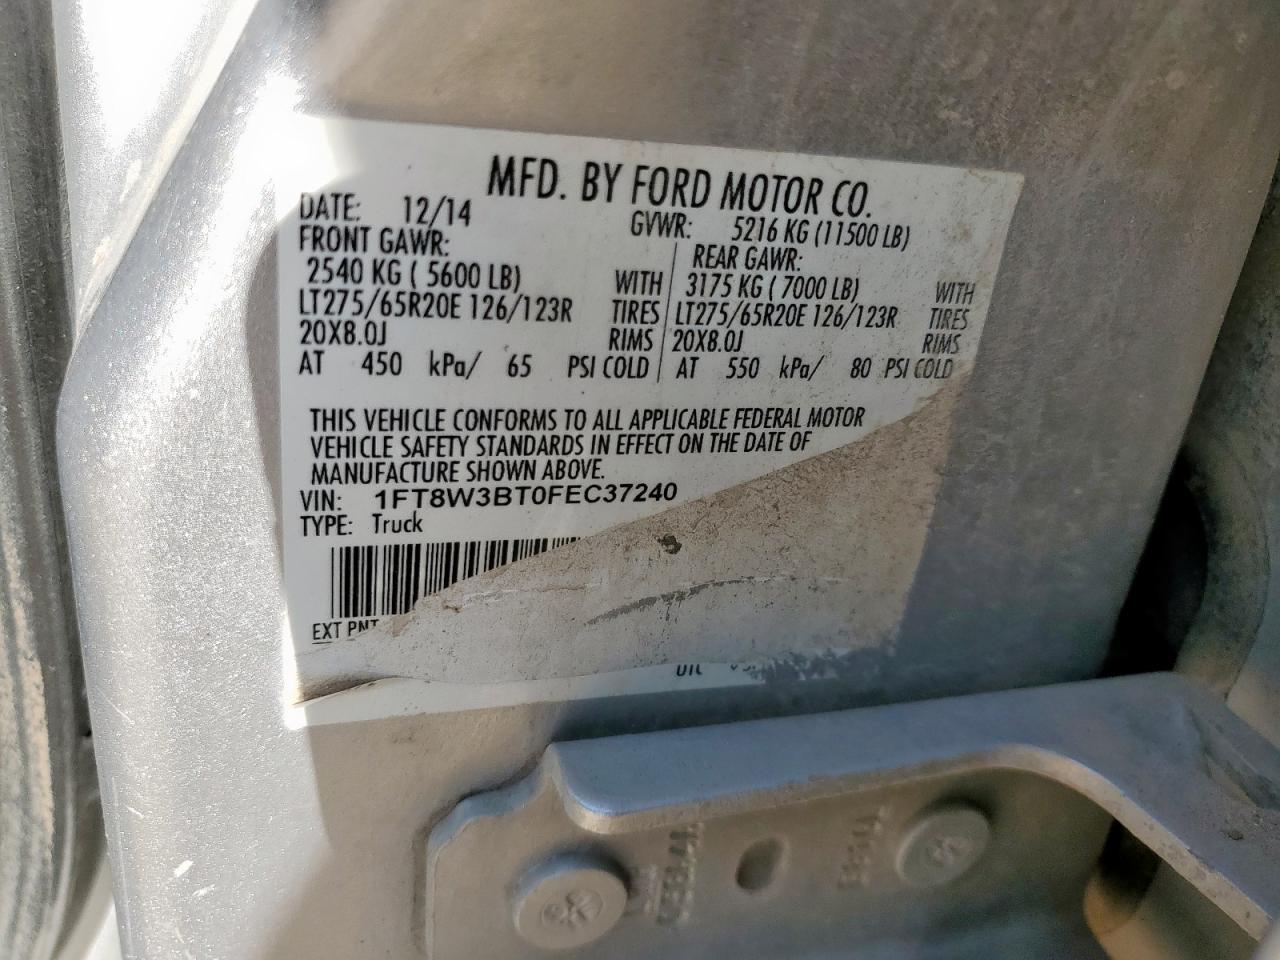 MFD. BY FORD MOTOR CO.
DATE: 12/14 GVWR: 5216 KG (11500 LB)
FRONT GAWR: REAR GAWR:
2540 KG ( 5600 LB) WITH 3175 KG ( 7000 LB) WITH
LT275/65R20E 126/123R TIRES LT275/65R20E 126/123R TIRES
20X8.0J RIMS 20X8.0J RIMS
AT 450 kPa/ 65 PSI COLD AT 550 kPa/ 80 PSI COLD
THIS VEHICLE CONFORMS TO ALL APPLICABLE FEDERAL MOTOR
VEHICLE SAFETY STANDARDS IN EFFECT ON THE DATE OF
MANUFACTURE SHOWN ABOVE.
VIN: 1FT8W3BT0FEC37240
TYPE: Truck
EXT PNT